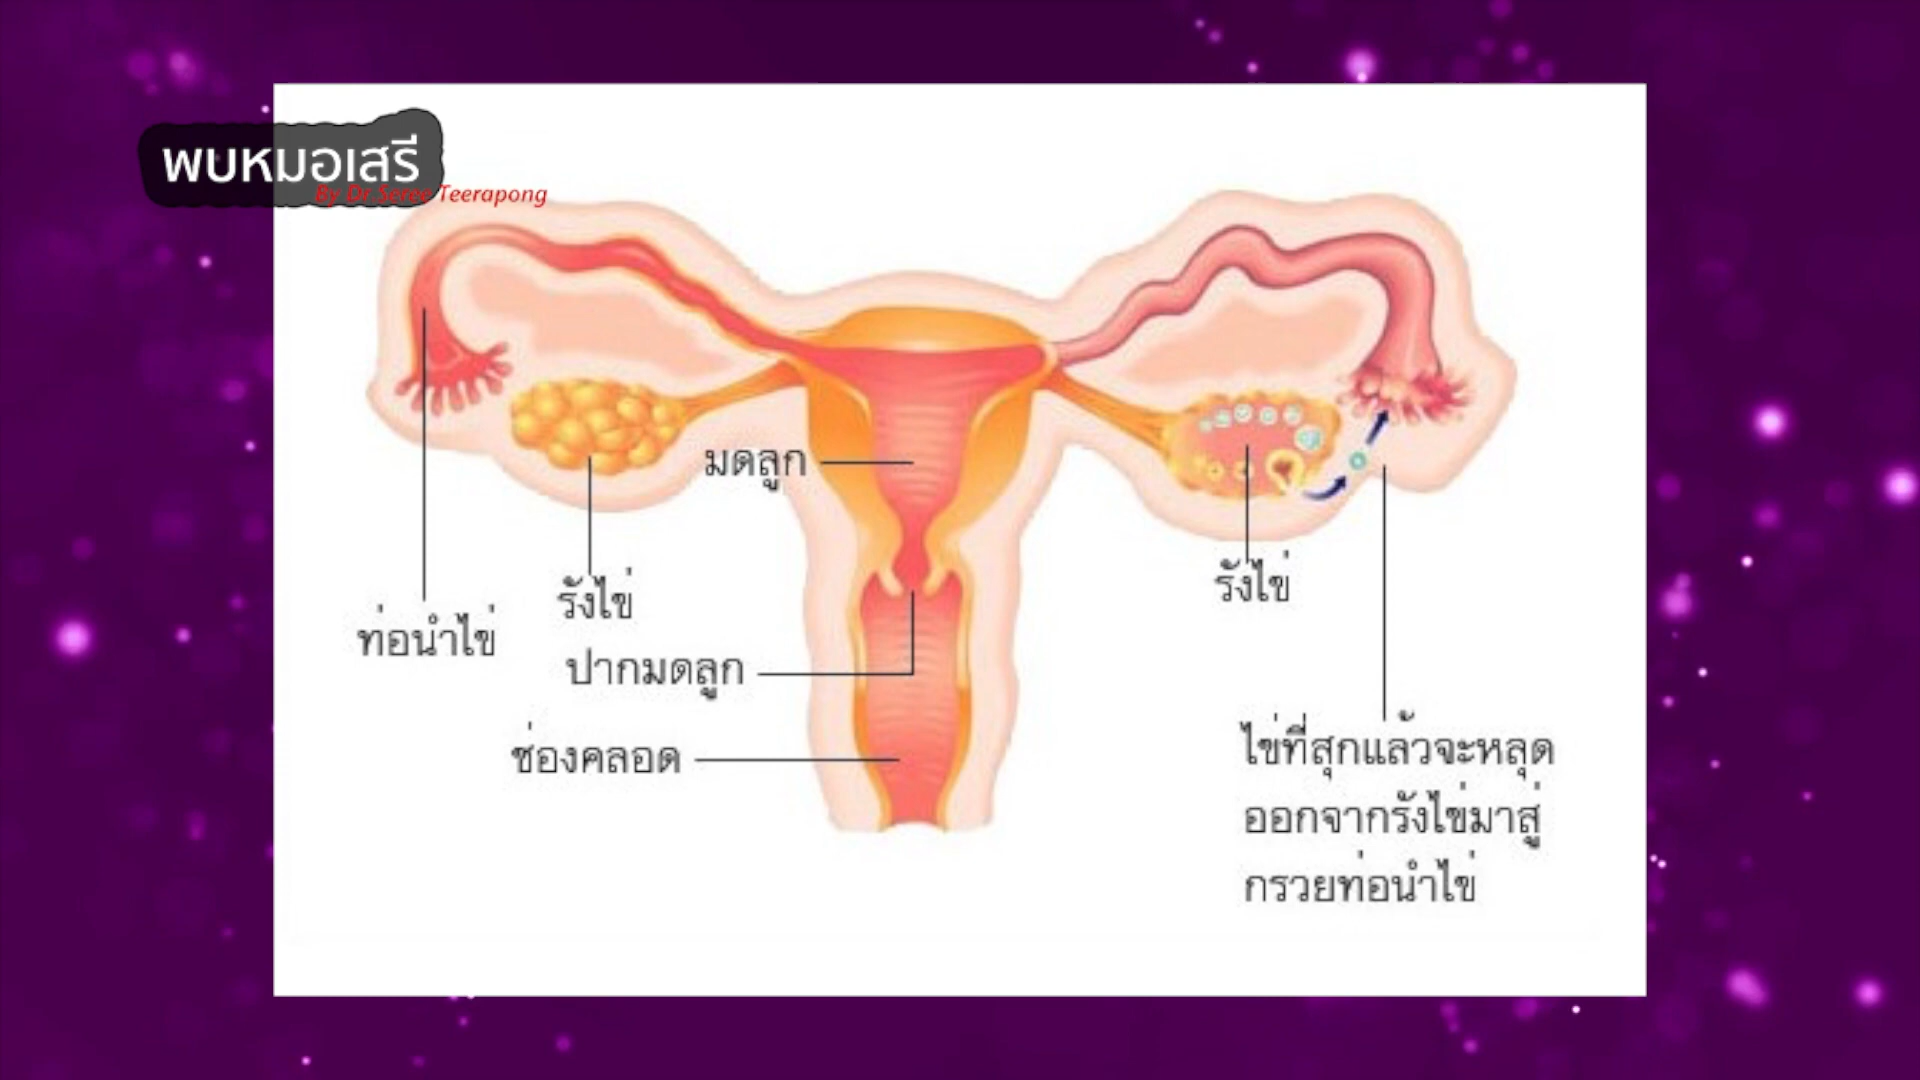 พบหมอเสรี
By Dr.Seree Teerapong
มดลูก
รังไข่
รังไข่
ท่อนำไข่
ปากมดลูก
ช่องคลอด
ไข่ที่สุกแล้วจะหลุด
ออกจากรังไข่มาสู่
กรวยท่อนำไข่